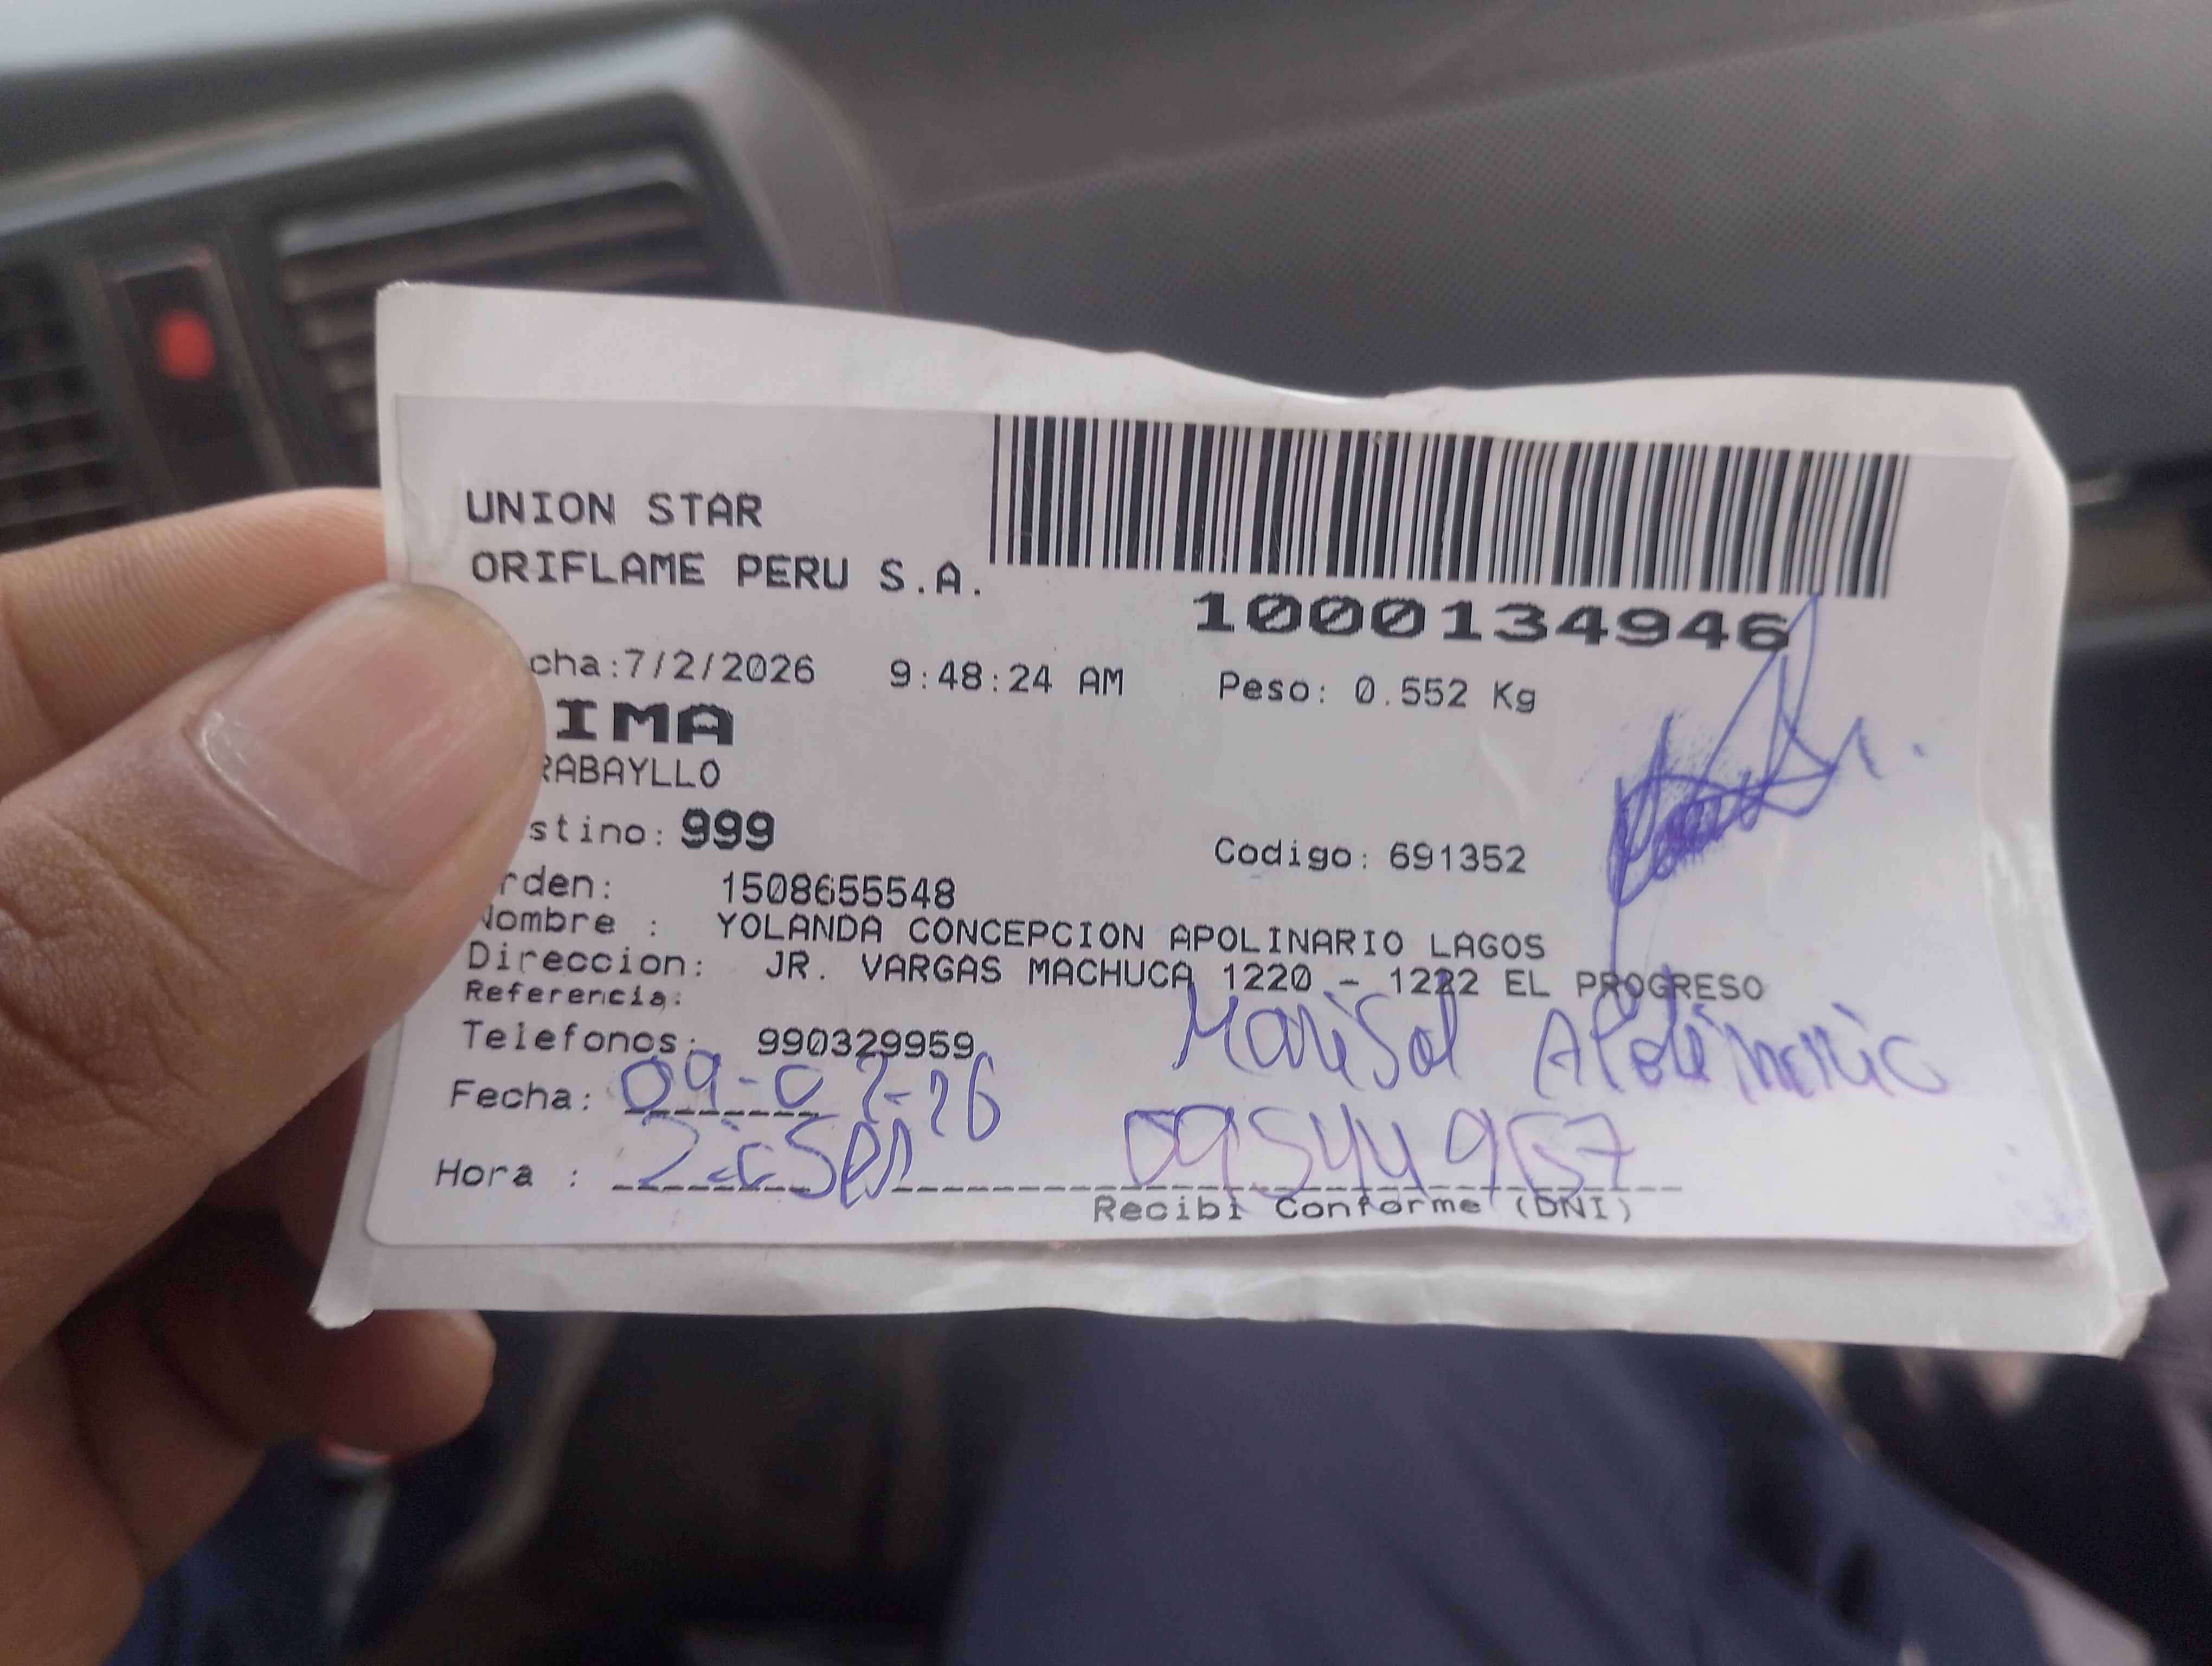 UNION STAR
ORIFLAME PERU S.A.
1000134946
cha:7/2/2026 9:48:24 AM Peso: 0.552 Kg
IMA
RABAYLLO
stino: 999 Codigo: 691352
rden: 1508655548
Nombre : YOLANDA CONCEPCION APOLINARIO LAGOS
Direccion: JR. VARGAS MACHUCA 1220 - 1222 EL PROGRESO
Referencia:
Telefonos: 990329959
Marisol Apolinario
Fecha: 09-02-26
Hora :
Recibi Conforme (DNI)